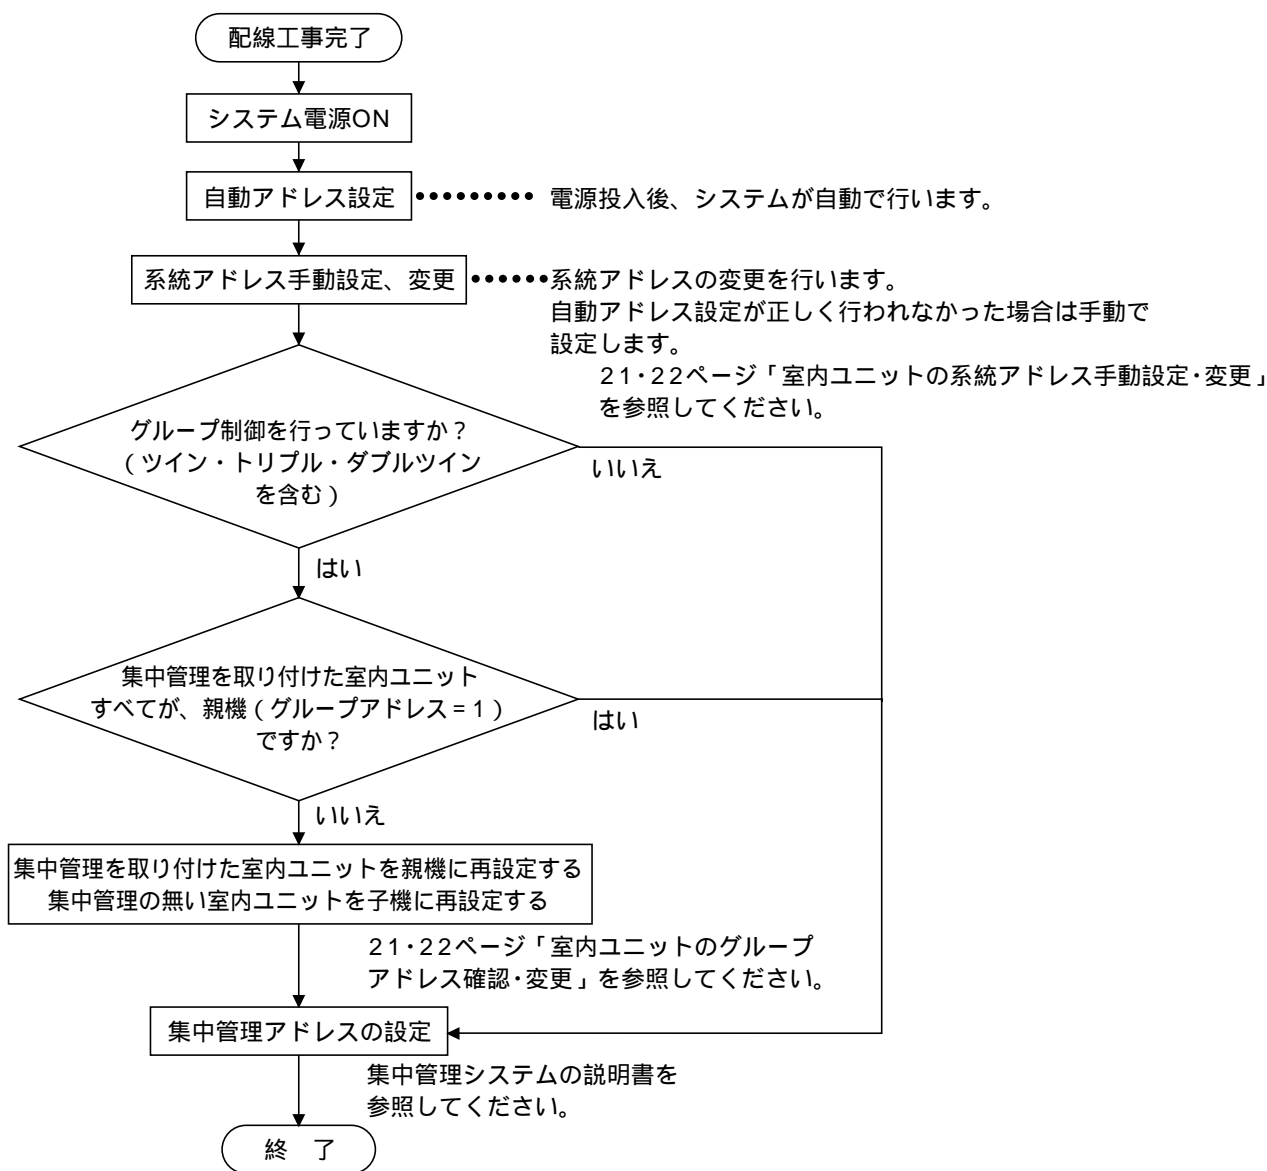 配線工事完了
システム電源ON
自動アドレス設定
電源投入後、システムが自動で行います。
系統アドレス手動設定、変更
系統アドレスの変更を行います。
自動アドレス設定が正しく行われなかった場合は手動で
設定します。
21・22ページ「室内ユニットの系統アドレス手動設定・変更」
を参照してください。
グループ制御を行っていますか？
（ツイン・トリプル・ダブルツイン
を含む）
いいえ
はい
集中管理を取り付けた室内ユニット
すべてが、親機（グループアドレス＝1）
ですか？
はい
いいえ
集中管理を取り付けた室内ユニットを親機に再設定する
集中管理の無い室内ユニットを子機に再設定する
21・22ページ「室内ユニットのグループ
アドレス確認・変更」を参照してください。
集中管理アドレスの設定
集中管理システムの説明書を
参照してください。
終　了